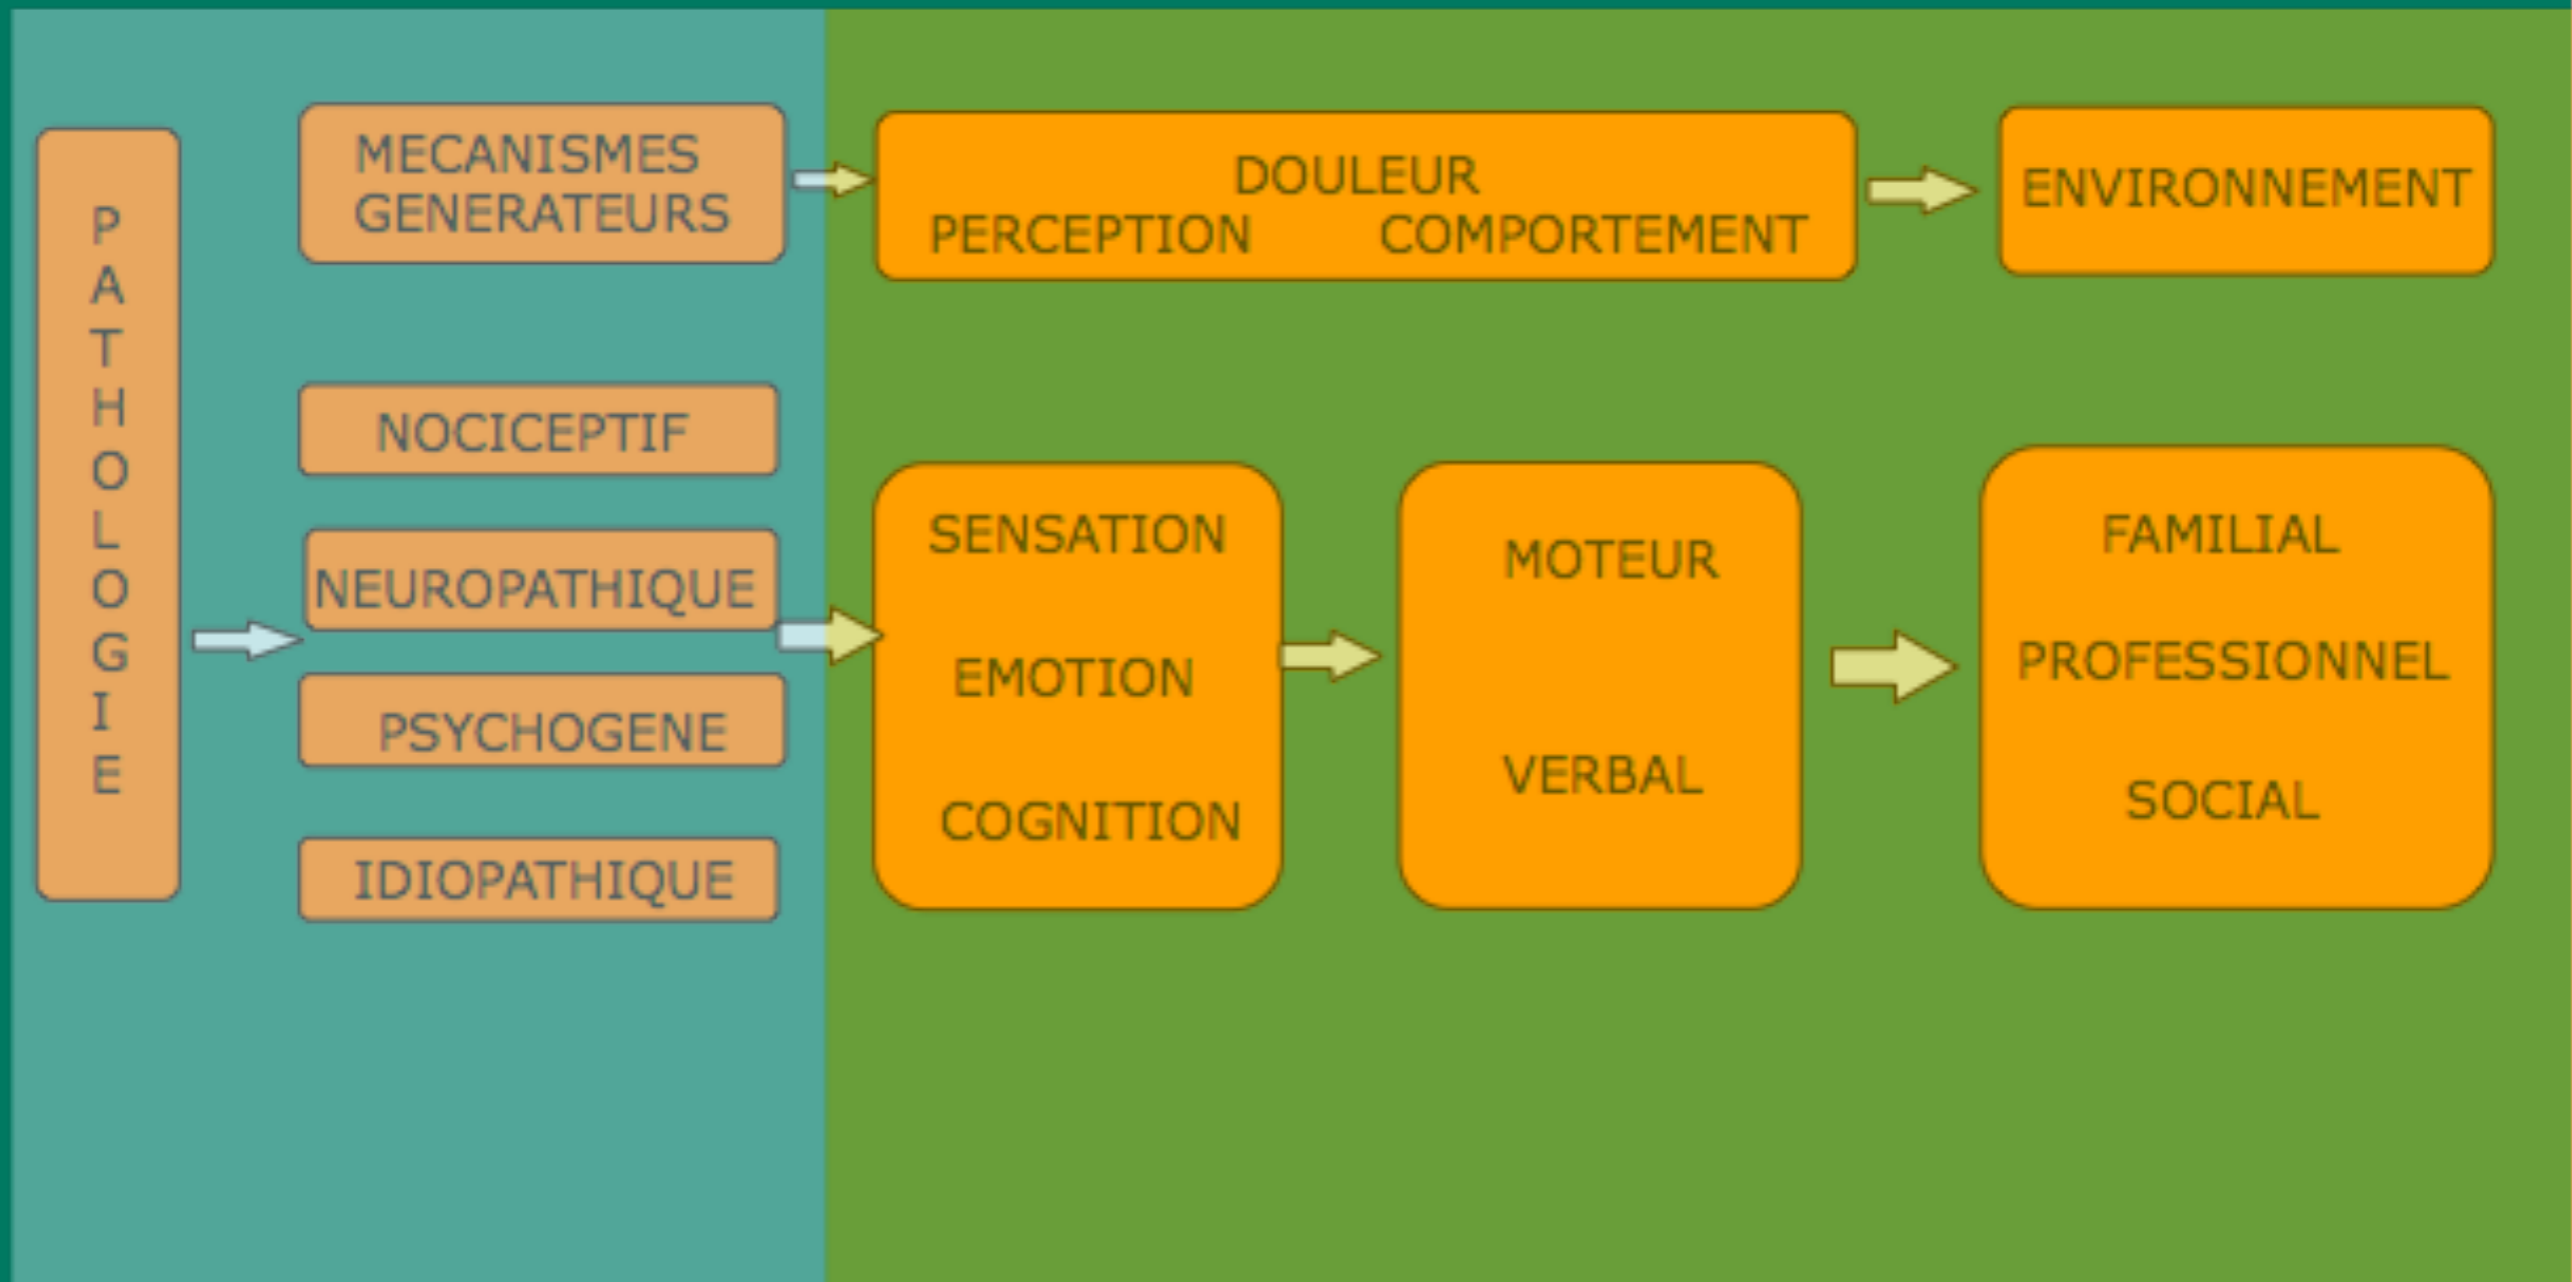 PATHOLOGIE
MECANISMES
GENERATEURS
DOULEUR
PERCEPTION COMPORTEMENT
ENVIRONNEMENT
NOCICEPTIF
NEUROPATHIQUE
PSYCHOGENE
IDIOPATHIQUE
SENSATION
EMOTION
COGNITION
MOTEUR
VERBAL
FAMILIAL
PROFESSIONNEL
SOCIAL